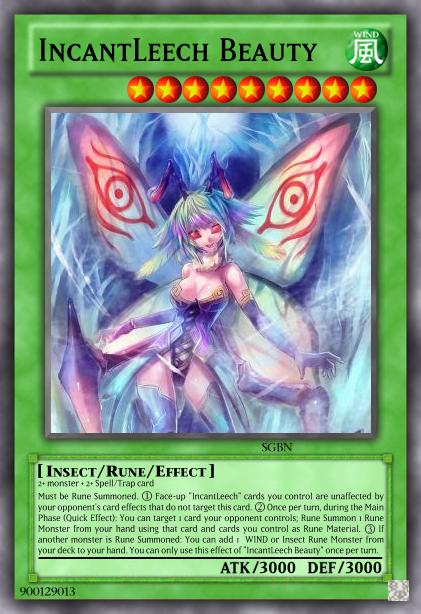 IncantLeech Beauty
WIND
風
SGBN
[ Insect/Rune/Effect ]
2+ monster + 2+ Spell/Trap card
Must be Rune Summoned. ① Face-up "IncantLeech" cards you control are unaffected by
your opponent's card effects that do not target this card. ② Once per turn, during the Main
Phase (Quick Effect): You can target 1 card your opponent controls; Rune Summon 1 Rune
Monster from your hand using that card and cards you control as Rune Material. ③ If
another monster is Rune Summoned: You can add 1 WIND or Insect Rune Monster from
your deck to your hand. You can only use this effect of "IncantLeech Beauty" once per turn.
ATK/3000 DEF/3000
900129013